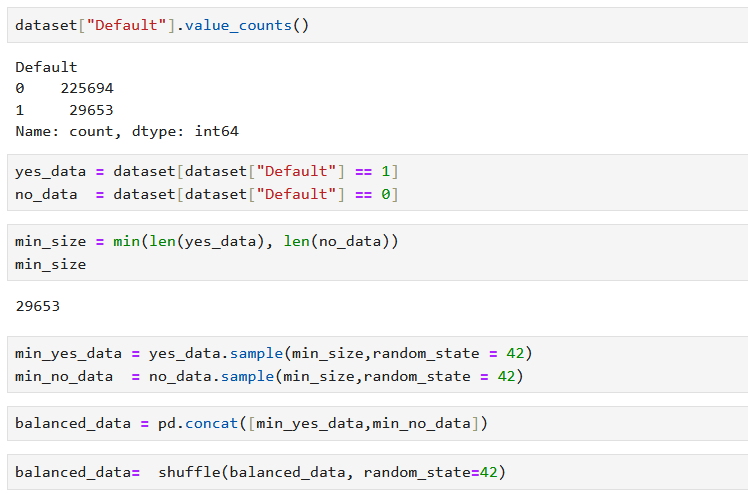 dataset["Default"].value_counts()
Default
0    225694
1     29653
Name: count, dtype: int64
yes_data = dataset[dataset["Default"] == 1]
no_data  = dataset[dataset["Default"] == 0]
min_size = min(len(yes_data), len(no_data))
min_size
29653
min_yes_data = yes_data.sample(min_size,random_state = 42)
min_no_data  = no_data.sample(min_size,random_state = 42)
balanced_data = pd.concat([min_yes_data,min_no_data])
balanced_data=  shuffle(balanced_data, random_state=42)